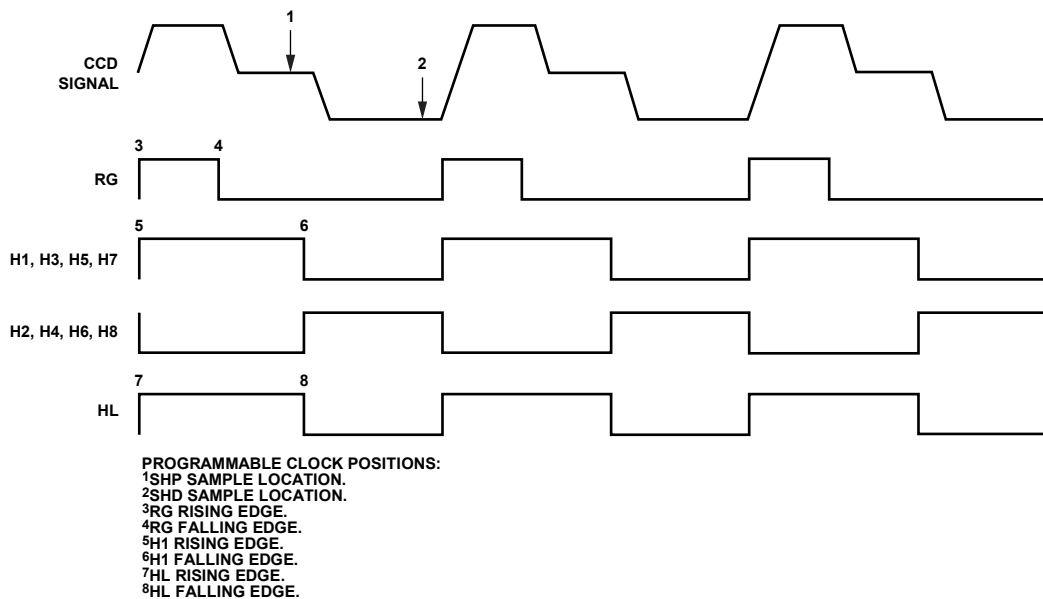 1
CCD
SIGNAL
2
3
4
RG
5
6
H1, H3, H5, H7
H2, H4, H6, H8
7
8
HL
PROGRAMMABLE CLOCK POSITIONS:
1SHP SAMPLE LOCATION.
2SHD SAMPLE LOCATION.
3RG RISING EDGE.
4RG FALLING EDGE.
5H1 RISING EDGE.
6H1 FALLING EDGE.
7HL RISING EDGE.
8HL FALLING EDGE.